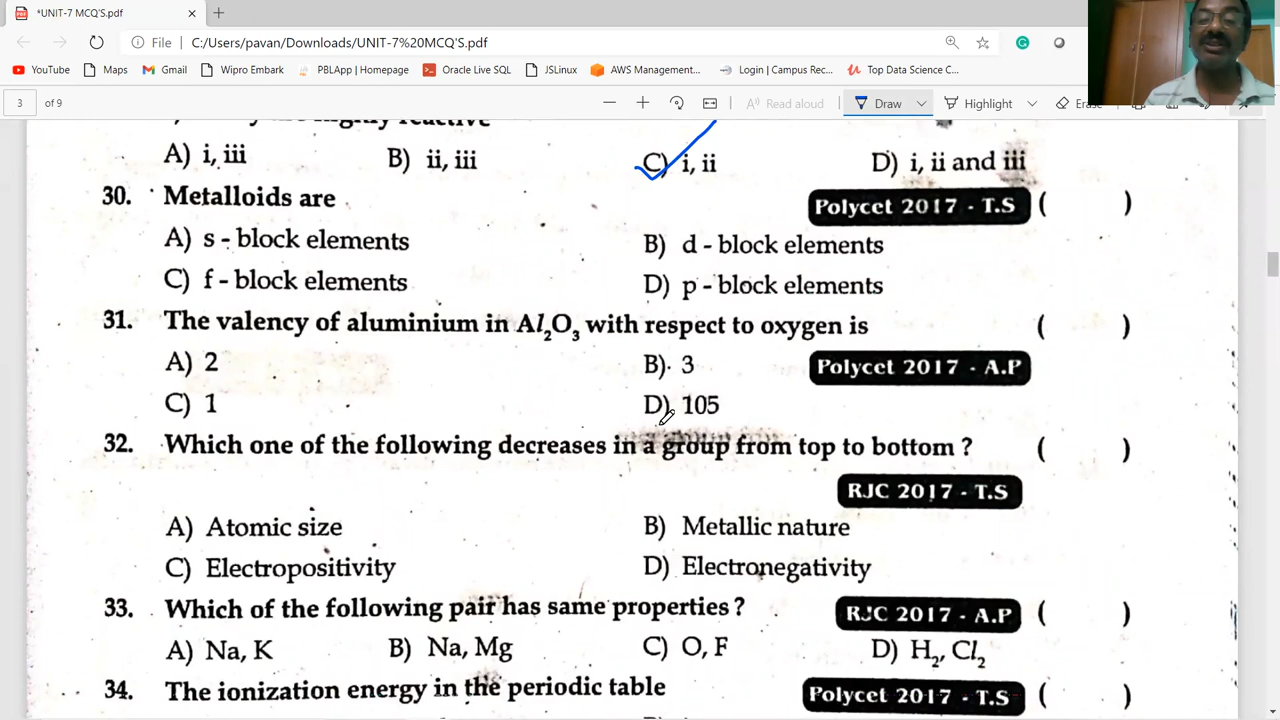 *UNIT-7 MCQ'S.pdf
File C:/Users/pavan/Downloads/UNIT-7%20MCQ'S.pdf
YouTube Maps Gmail Wipro Embark PBLApp | Homepage Oracle Live SQL JSLinux AWS Management... Login | Campus Rec... Top Data Science C...
3 of 9 Read aloud Draw Highlight Erase
highly reactive
A) i, iii B) ii, iii C) i, ii D) i, ii and iii
30. Metalloids are Polycet 2017 - T.S ( )
A) s - block elements B) d - block elements
C) f - block elements D) p - block elements
31. The valency of aluminium in Al₂O₃ with respect to oxygen is ( )
A) 2 B) 3 Polycet 2017 - A.P
C) 1 D) 105
32. Which one of the following decreases in a group from top to bottom ? ( )
RJC 2017 - T.S
A) Atomic size B) Metallic nature
C) Electropositivity D) Electronegativity
33. Which of the following pair has same properties ? RJC 2017 - A.P ( )
A) Na, K B) Na, Mg C) O, F D) H₂, Cl₂
34. The ionization energy in the periodic table Polycet 2017 - T.S ( )